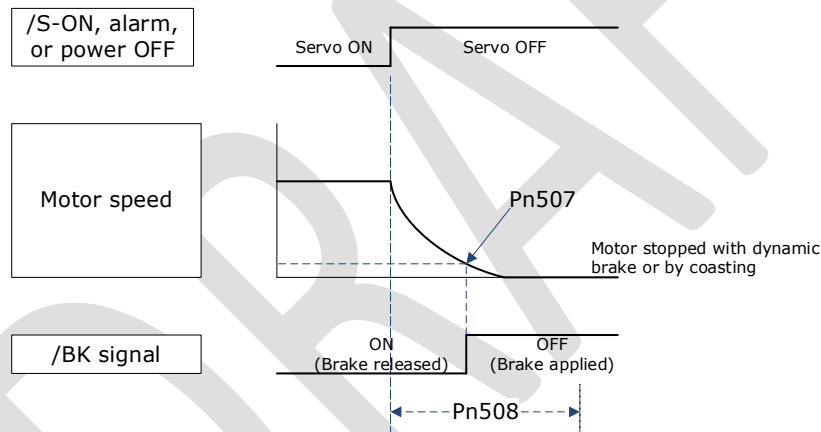 /S-ON, alarm,
or power OFF
Servo ON
Servo OFF
Motor speed
Pn507
Motor stopped with dynamic
brake or by coasting
/BK signal
ON
(Brake released)
OFF
(Brake applied)
Pn508
DRAF